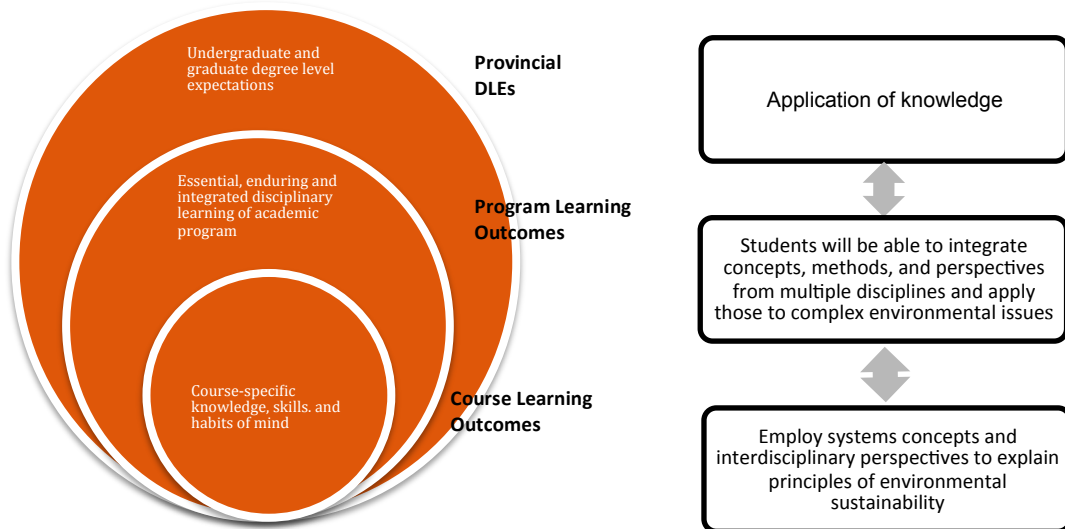 Undergraduate and
graduate degree level
expectations
Provincial
DLEs
Essential, enduring and
integrated disciplinary
learning of academic
program
Program Learning
Outcomes
Course-specific
knowledge, skills. and
habits of mind
Course Learning
Outcomes
Application of knowledge
Students will be able to integrate
concepts, methods, and perspectives
from multiple disciplines and apply
those to complex environmental issues
Employ systems concepts and
interdisciplinary perspectives to explain
principles of environmental
sustainability